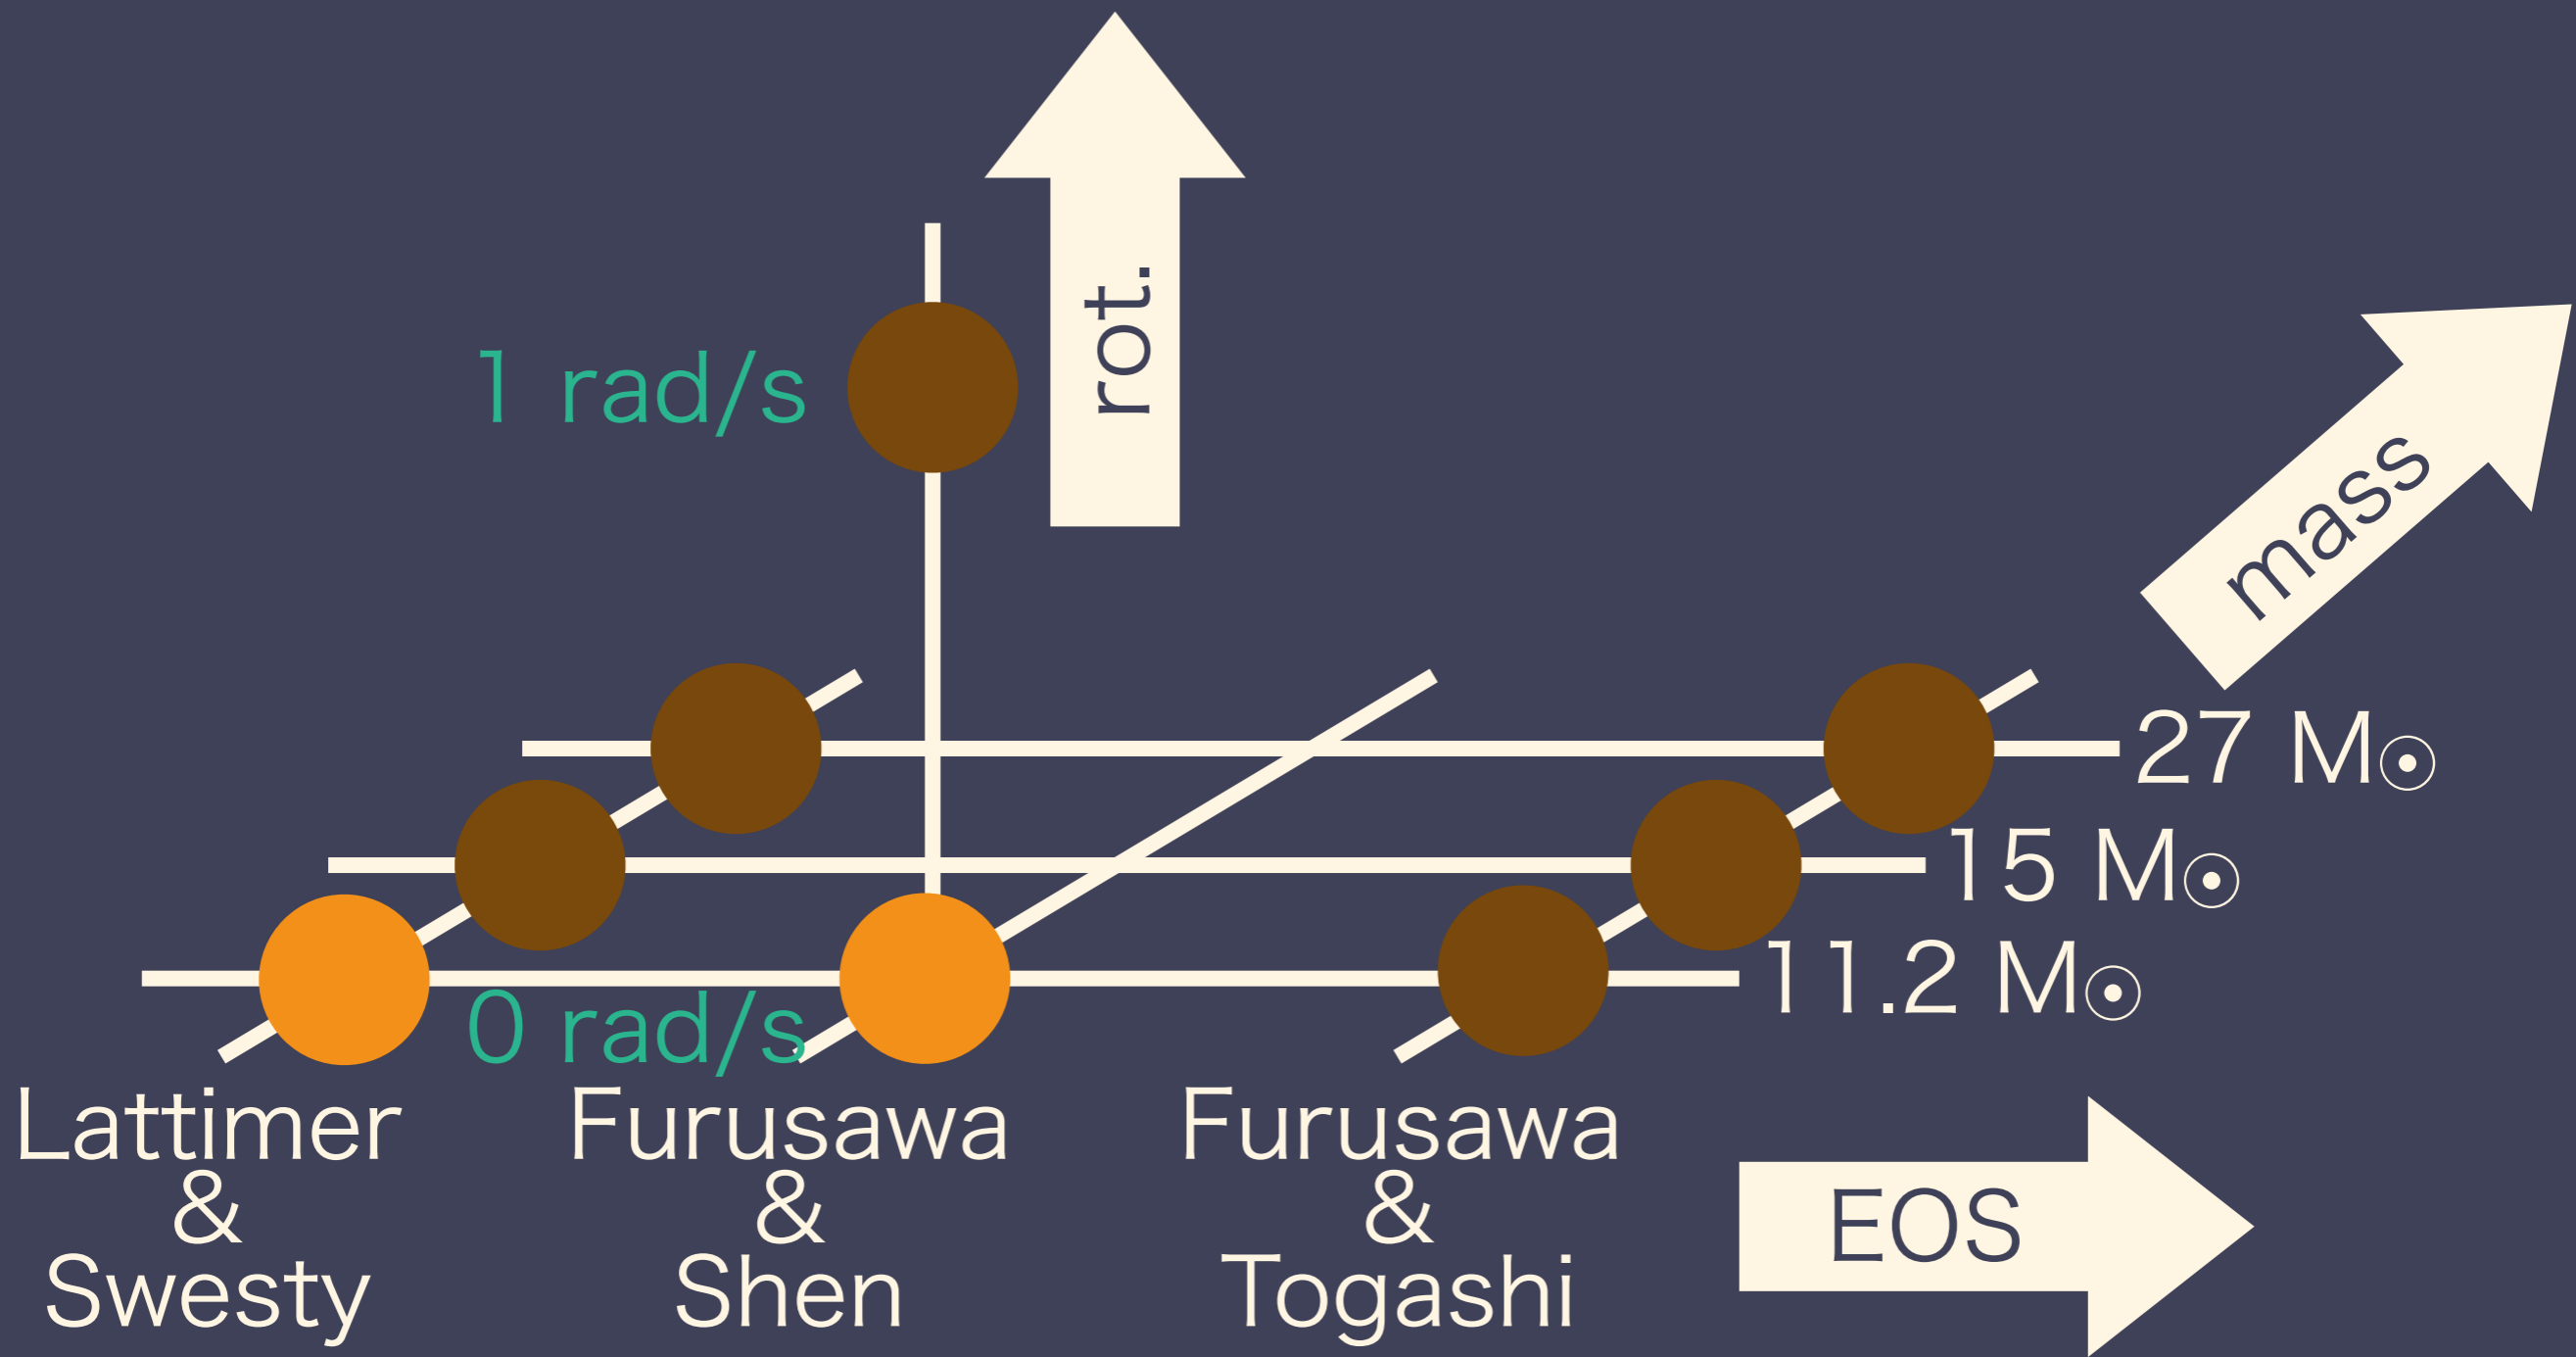 rot.
1 rad/s
mass
27 M☉
15 M☉
11.2 M☉
0 rad/s
Lattimer
&
Swesty
Furusawa
&
Shen
Furusawa
&
Togashi
EOS